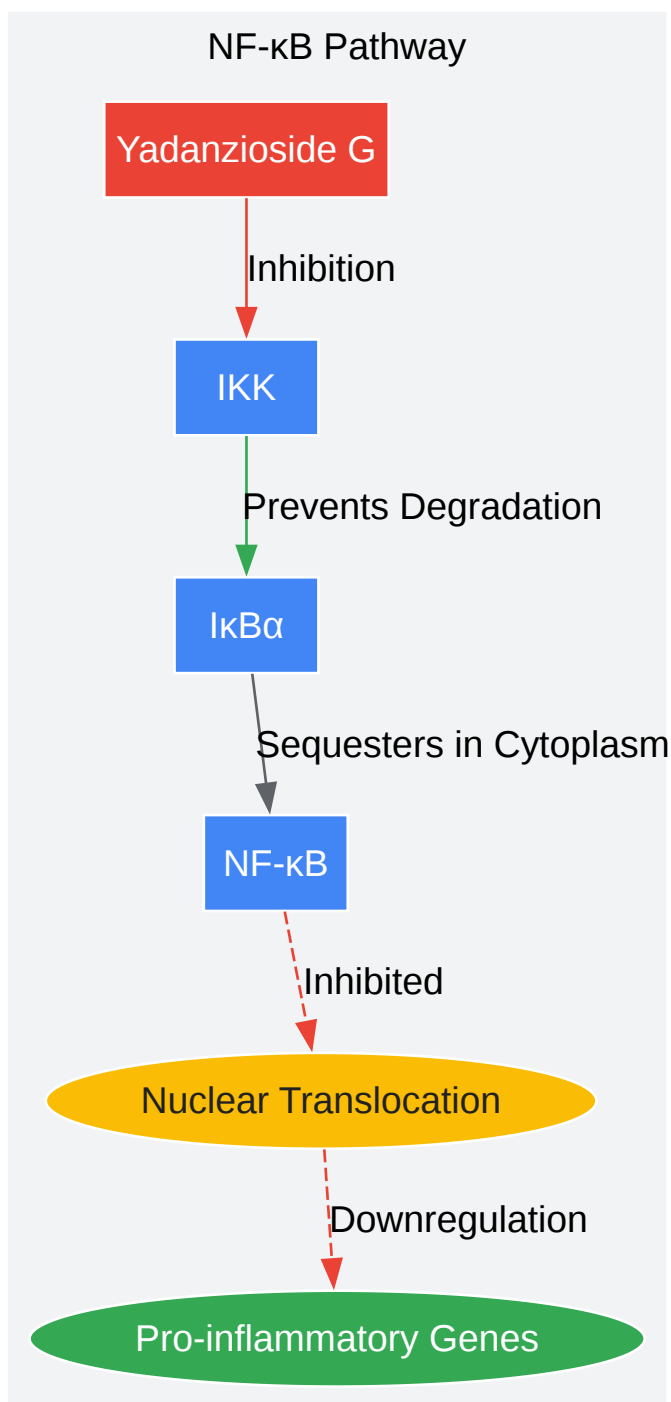 NF-κB Pathway
Yadanzioside G
Inhibition
IKK
Prevents Degradation
IκBα
Sequesters in Cytoplasm
NF-κB
Inhibited
Nuclear Translocation
Downregulation
Pro-inflammatory Genes